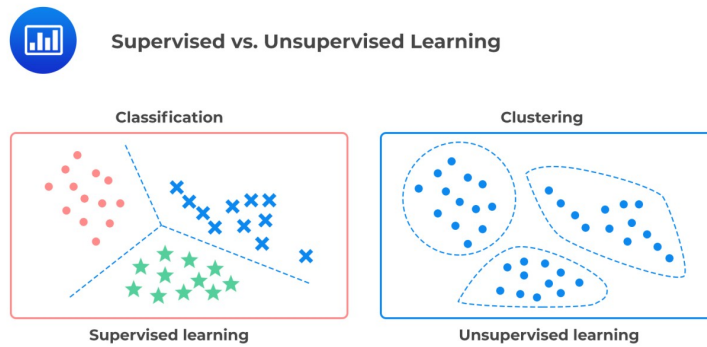 Supervised vs. Unsupervised Learning
Classification
Clustering
Supervised learning
Unsupervised learning